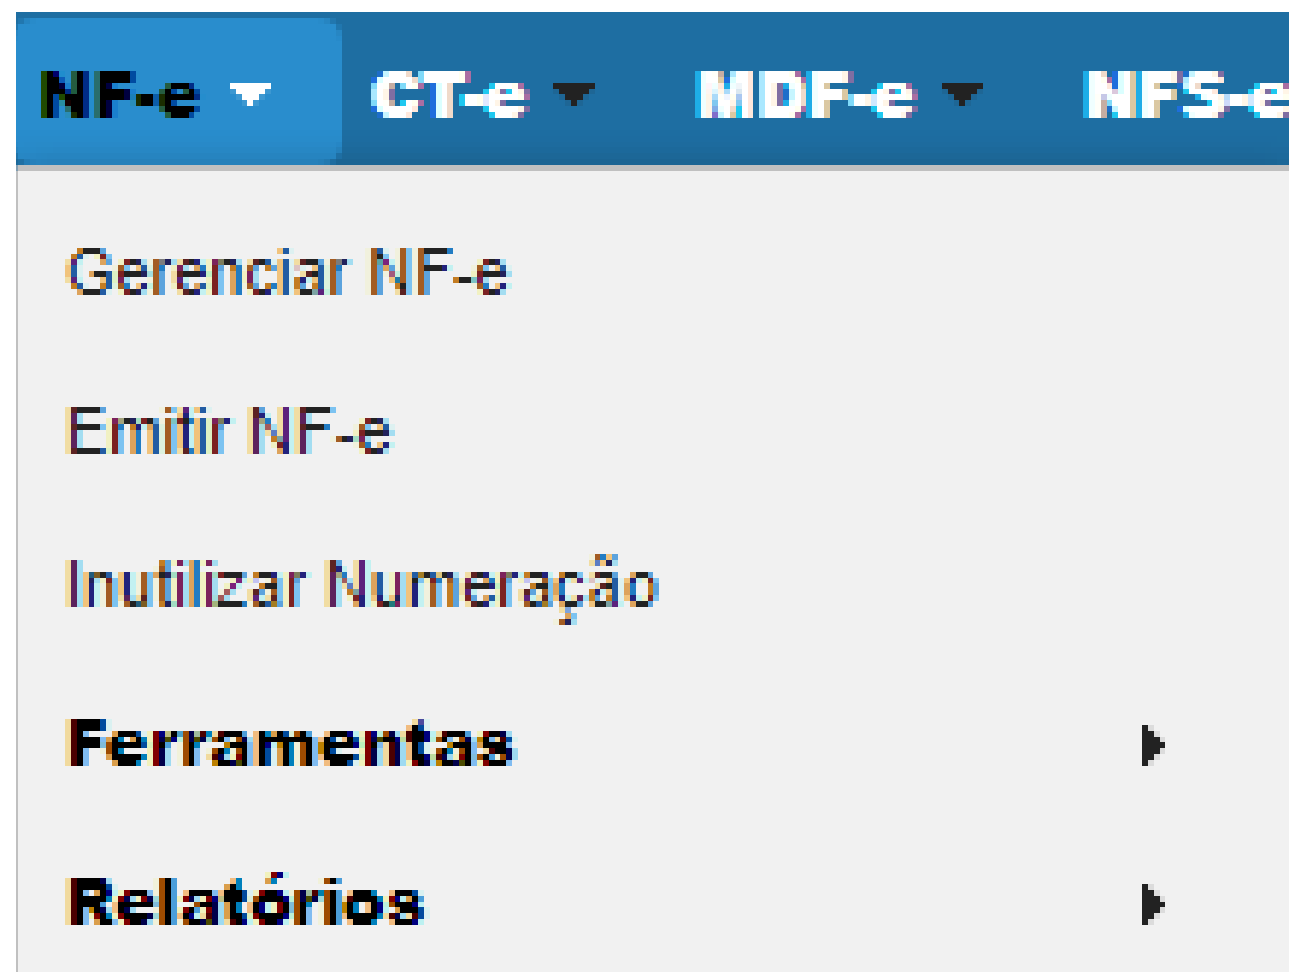 NF-e CT-e MDF-e NFS-e
Gerenciar NF-e
Emitir NF-e
Inutilizar Numeração
Ferramentas
Relatórios